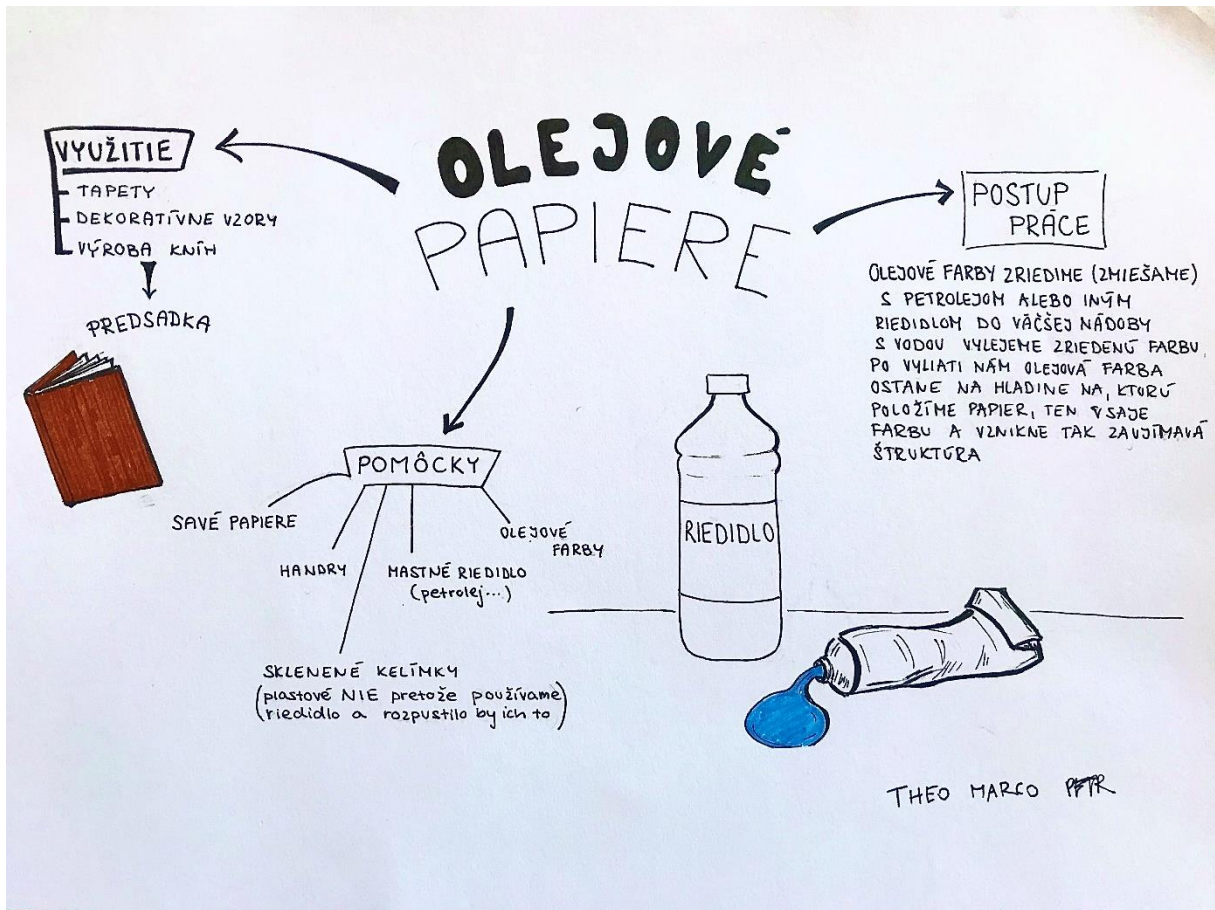 OLEJOVÉ
PAPIERE
VYUŽITIE
TAPETY
DEKORATÍVNE VZORY
VÝROBA KNÍH
PREDSADKA
POMÔCKY
SAVÉ PAPIERE
HANDRY
SKLENENÉ KELÍMKY
(plastové NIE pretože používame
riedidlo a rozpustilo by ich to)
MASTNÉ RIEDIDLO
(petrolej...)
OLEJOVÉ
FARBY
POSTUP
PRÁCE
OLEJOVÉ FARBY ZRIEDIME (ZMIEŠAME)
S PETROLEJOM ALEBO INÝM
RIEDIDLOM DO VÄČŠEJ NÁDOBY
S VODOU VYLEJEME ZRIEDENÚ FARBU,
PO VYLIATI NÁM OLEJOVÁ FARBA
OSTANE NA HLADINE NA, KTORÚ
POLOŽÍME PAPIER, TEN VSAJE
FARBU A VZNIKNE TAK ZAUJÍMAVÁ
ŠTRUKTÚRA
RIEDIDLO
THEO MARCO